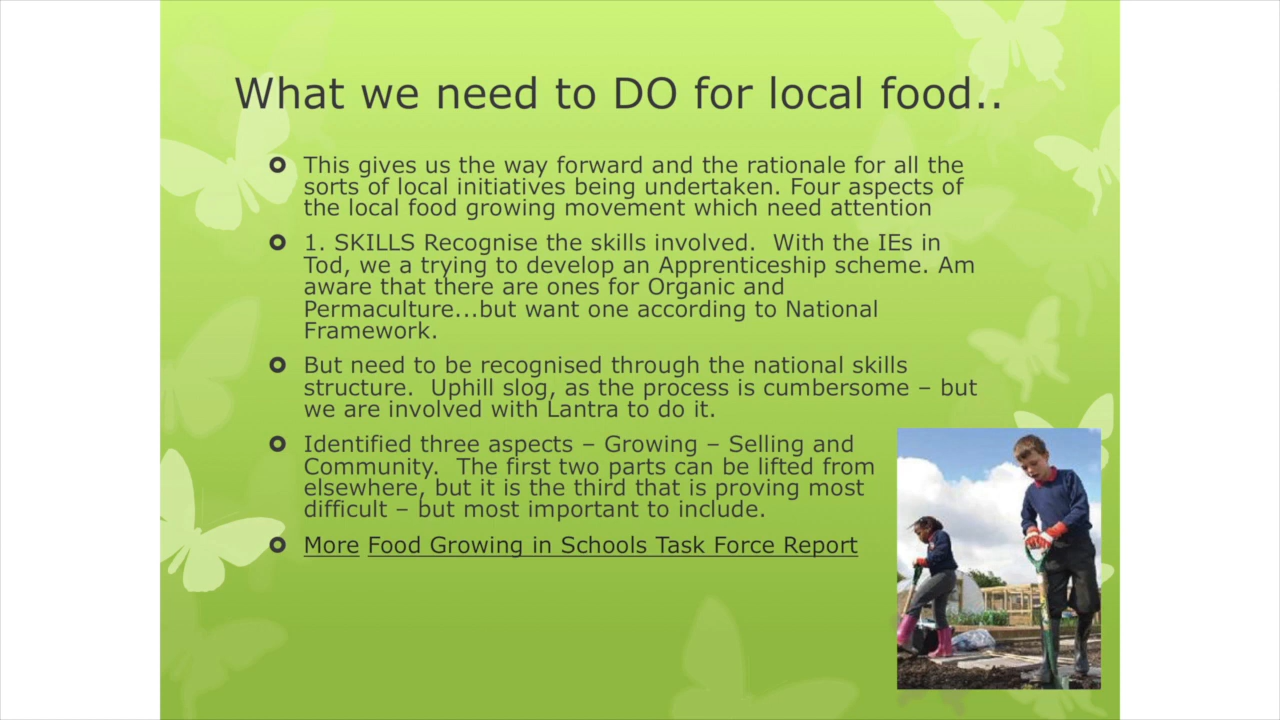 What we need to DO for local food..
This gives us the way forward and the rationale for all the
sorts of local initiatives being undertaken. Four aspects of
the local food growing movement which need attention
1. SKILLS Recognise the skills involved. With the IEs in
Tod, we a trying to develop an Apprenticeship scheme. Am
aware that there are ones for Organic and
Permaculture...but want one according to National
Framework.
But need to be recognised through the national skills
structure. Uphill slog, as the process is cumbersome – but
we are involved with Lantra to do it.
Identified three aspects – Growing – Selling and
Community. The first two parts can be lifted from
elsewhere, but it is the third that is proving most
difficult – but most important to include.
More Food Growing in Schools Task Force Report